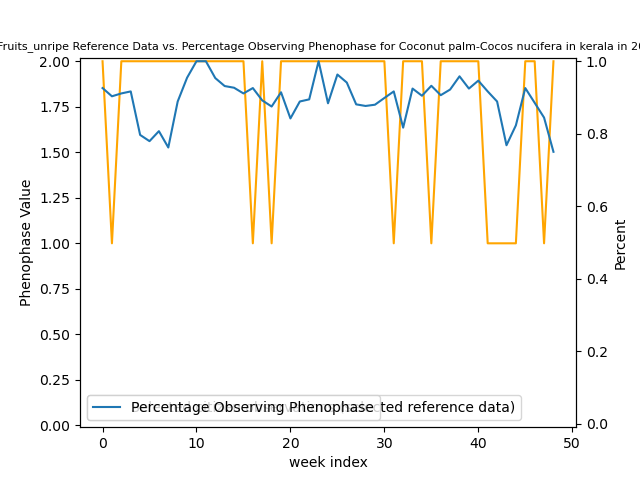 Fruits_unripe Reference Data vs. Percentage Observing Phenophase for Coconut palm-Cocos nucifera in kerala in 20
2.00
1.75
1.50
1.25
1.00
0.75
0.50
0.25
0.00
Phenophase Value
1.0
0.8
0.6
0.4
0.2
0.0
Percent
Percentage Observing Phenophase ted reference data)
0 10 20 30 40 50
week index